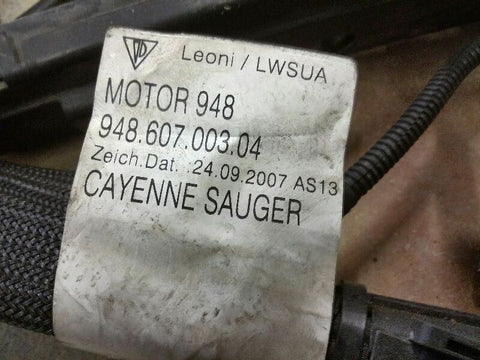 Leoni / LWSUA
MOTOR 948
948.607.003.04
Zeich.Dat.: 24.09.2007 AS13
CAYENNE SAUGER